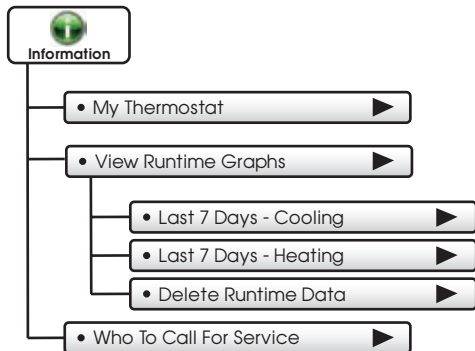 Information
• My Thermostat
• View Runtime Graphs
• Last 7 Days - Cooling
• Last 7 Days - Heating
• Delete Runtime Data
• Who To Call For Service